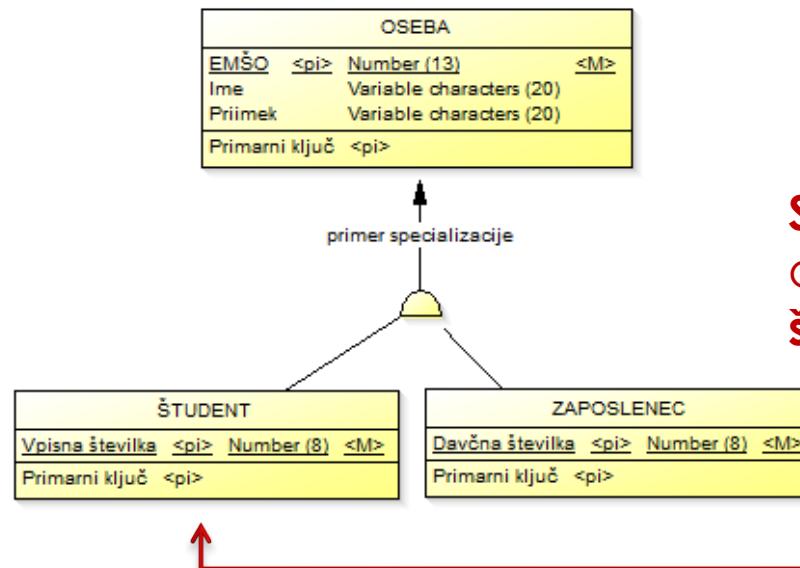 OSEBA
EMŠO <pi> Number (13) <M>
Ime Variable characters (20)
Priimek Variable characters (20)
Primarni ključ <pi>
primer specializacije
ŠTUDENT
Vpisna številka <pi> Number (8) <M>
Primarni ključ <pi>
ZAPOSLENEC
Davčna številka <pi> Number (8) <M>
Primarni ključ <pi>